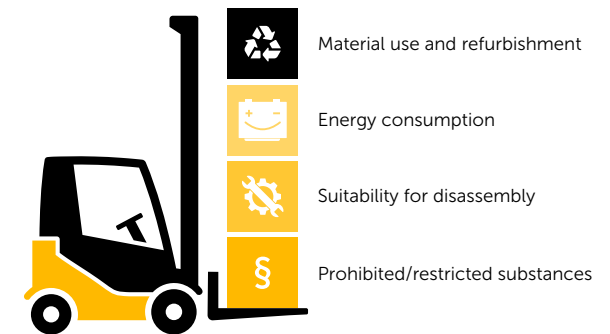 Material use and refurbishment
Energy consumption
Suitability for disassembly
§
Prohibited/restricted substances